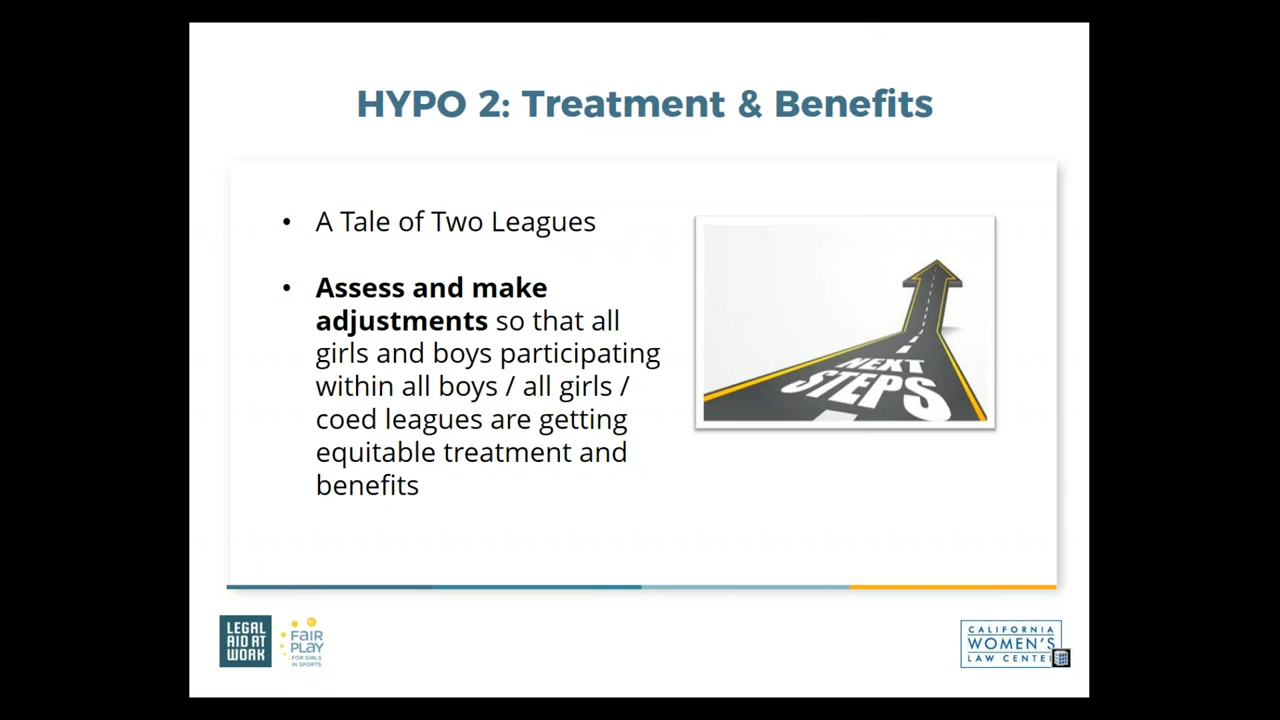 HYPO 2: Treatment & Benefits
• A Tale of Two Leagues
• Assess and make
adjustments so that all
girls and boys participating
within all boys / all girls /
coed leagues are getting
equitable treatment and
benefits
NEXT
STEPS
LEGAL
AID AT
WORK
FAIR
PLAY
FOR GIRLS
IN SPORTS
CALIFORNIA
WOMEN'S
LAW CENTE